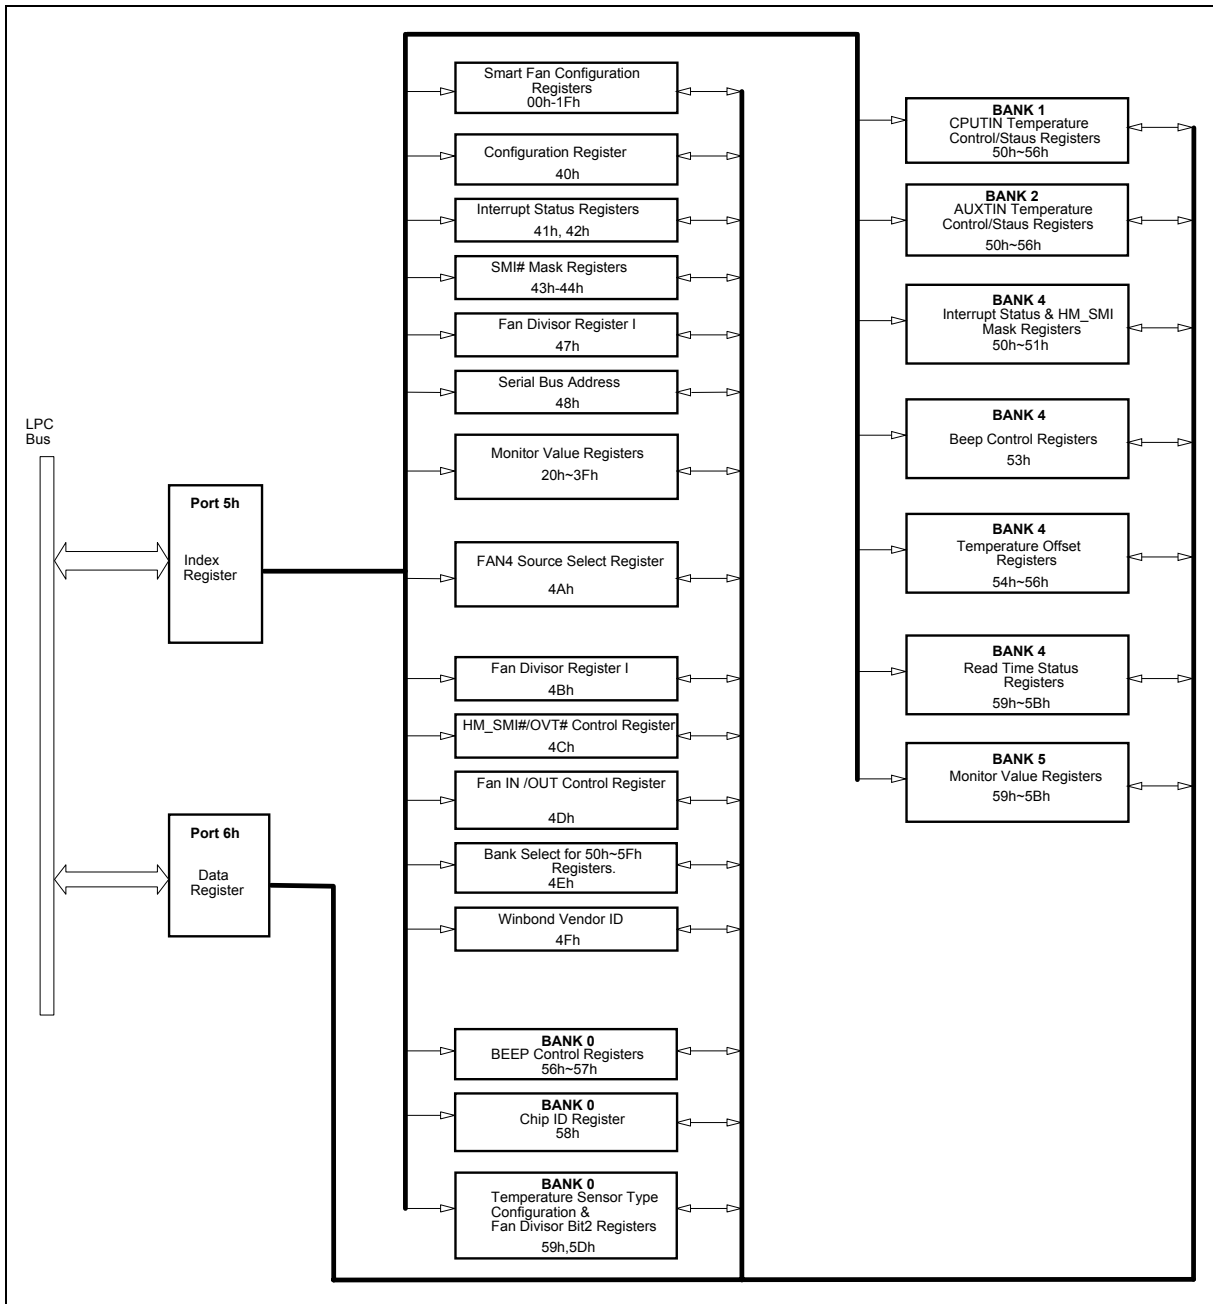 LPC
Bus
Port 5h
Index
Register
Port 6h
Data
Register
Smart Fan Configuration
Registers
00h-1Fh
Configuration Register
40h
Interrupt Status Registers
41h, 42h
SMI# Mask Registers
43h-44h
Fan Divisor Register I
47h
Serial Bus Address
48h
Monitor Value Registers
20h~3Fh
FAN4 Source Select Register
4Ah
Fan Divisor Register I
4Bh
HM_SMI#/OVT# Control Register
4Ch
Fan IN /OUT Control Register
4Dh
Bank Select for 50h~5Fh
Registers.
4Eh
Winbond Vendor ID
4Fh
BANK 0
BEEP Control Registers
56h~57h
BANK 0
Chip ID Register
58h
BANK 0
Temperature Sensor Type
Configuration &
Fan Divisor Bit2 Registers
59h,5Dh
BANK 1
CPUTIN Temperature
Control/Staus Registers
50h~56h
BANK 2
AUXTIN Temperature
Control/Staus Registers
50h~56h
BANK 4
Interrupt Status & HM_SMI
Mask Registers
50h~51h
BANK 4
Beep Control Registers
53h
BANK 4
Temperature Offset
Registers
54h~56h
BANK 4
Read Time Status
Registers
59h~5Bh
BANK 5
Monitor Value Registers
59h~5Bh